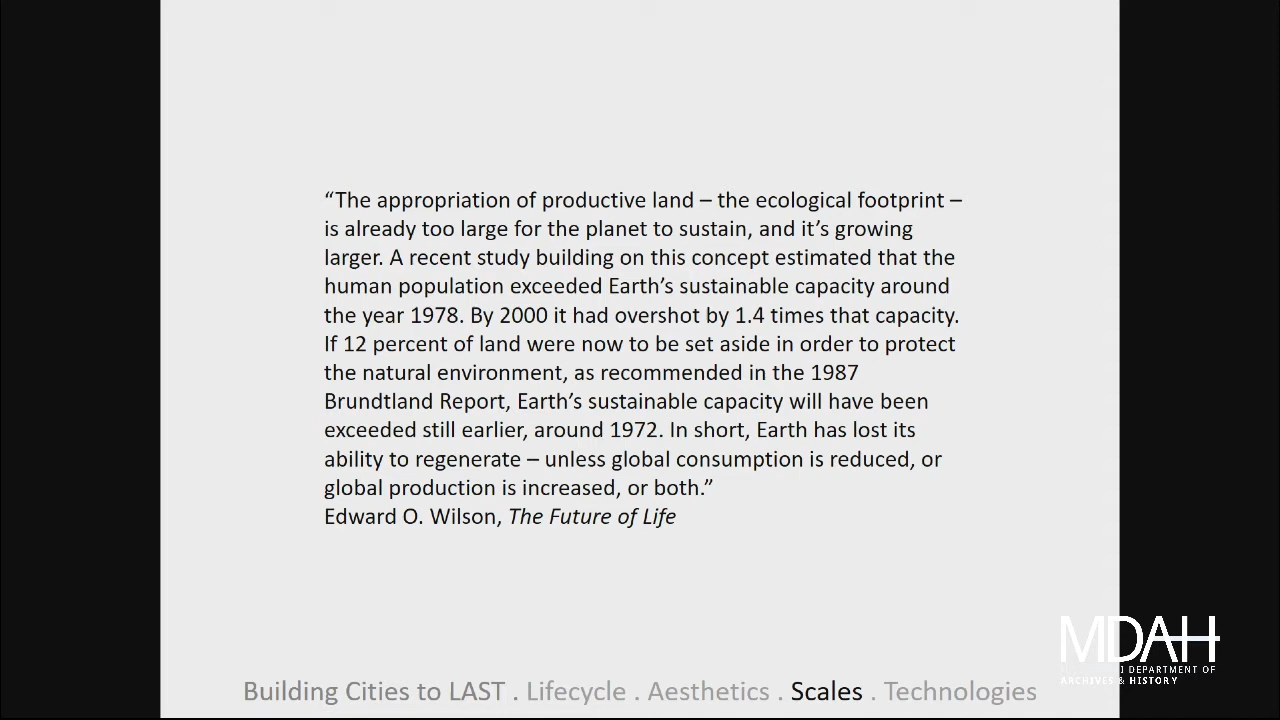 “The appropriation of productive land – the ecological footprint –
is already too large for the planet to sustain, and it’s growing
larger. A recent study building on this concept estimated that the
human population exceeded Earth’s sustainable capacity around
the year 1978. By 2000 it had overshot by 1.4 times that capacity.
If 12 percent of land were now to be set aside in order to protect
the natural environment, as recommended in the 1987
Brundtland Report, Earth’s sustainable capacity will have been
exceeded still earlier, around 1972. In short, Earth has lost its
ability to regenerate – unless global consumption is reduced, or
global production is increased, or both.”
Edward O. Wilson, The Future of Life
MDAH
DEPARTMENT OF
ARCHIVES & HISTORY
Building Cities to LAST . Lifecycle . Aesthetics . Scales . Technologies